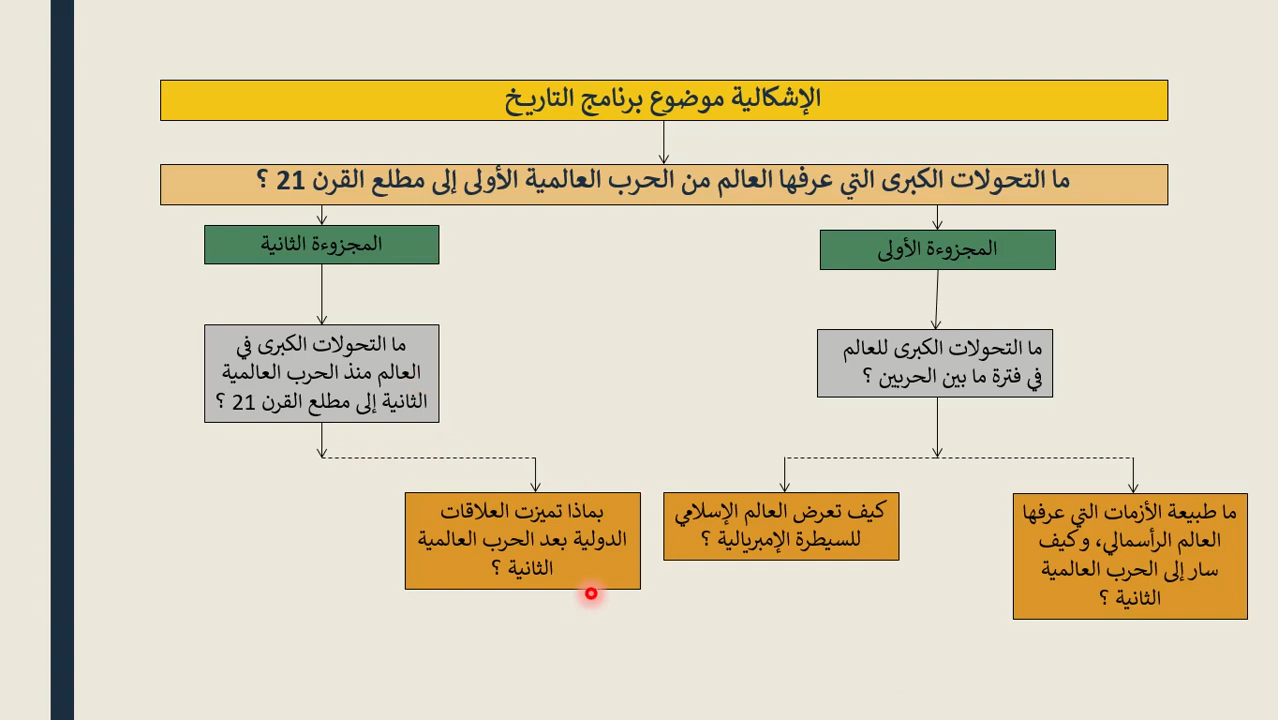 الإشكالية موضوع برنامج التاريخ
ما التحولات الكبرى التي عرفها العالم من الحرب العالمية الأولى إلى مطلع القرن 21 ؟
المجزوءة الأولى
ما التحولات الكبرى للعالم
في فترة ما بين الحربين ؟
ما طبيعة الأزمات التي عرفها
العالم الرأسمالي، وكيف
سار إلى الحرب العالمية
الثانية ؟
كيف تعرض العالم الإسلامي
للسيطرة الإمبريالية ؟
المجزوءة الثانية
ما التحولات الكبرى في
العالم منذ الحرب العالمية
الثانية إلى مطلع القرن 21 ؟
بماذا تميزت العلاقات
الدولية بعد الحرب العالمية
الثانية ؟